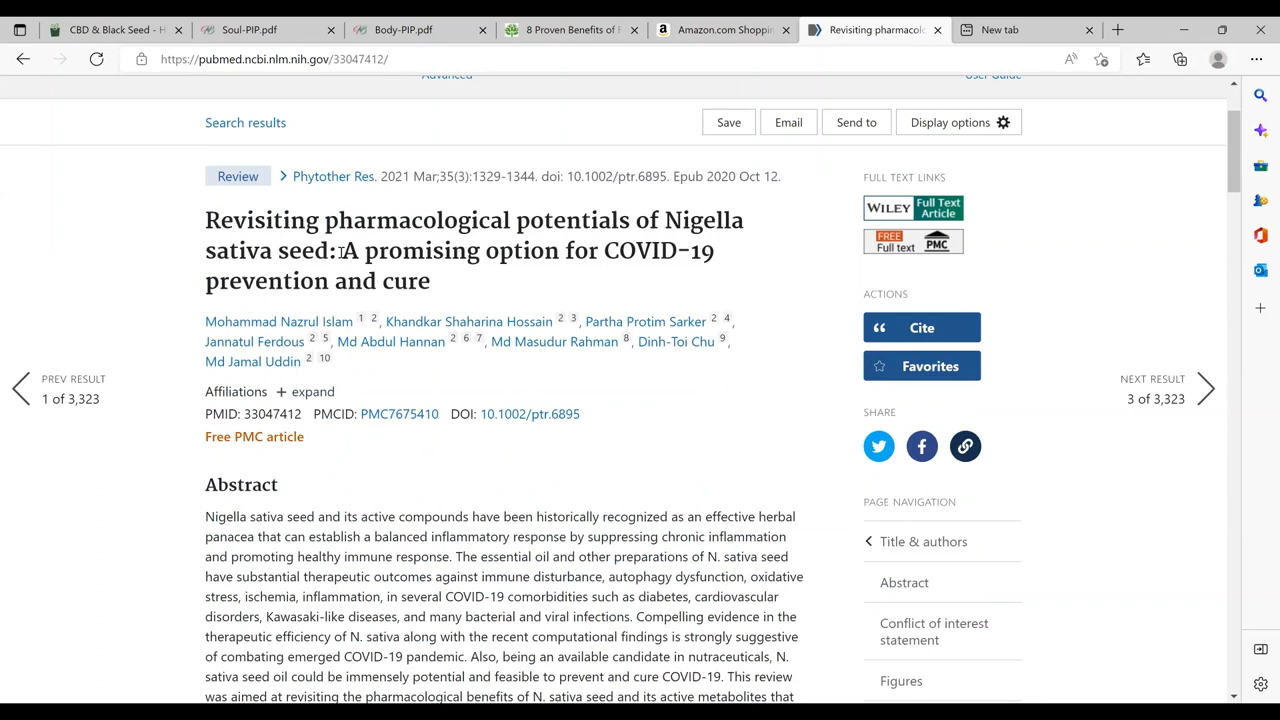 CBD & Black Seed - H
Soul-PIP.pdf
Body-PIP.pdf
8 Proven Benefits of F
Amazon.com Shoppin
Revisiting pharmacolo
New tab
https://pubmed.ncbi.nlm.nih.gov/33047412/
Advanced
User Guide
Search results
Save
Email
Send to
Display options
Review
Phytother Res. 2021 Mar;35(3):1329-1344. doi: 10.1002/ptr.6895. Epub 2020 Oct 12.
Revisiting pharmacological potentials of Nigella
sativa seed: A promising option for COVID-19
prevention and cure
Mohammad Nazrul Islam 1 2, Khandkar Shaharina Hossain 2 3, Partha Protim Sarker 2 4,
Jannatul Ferdous 2 5, Md Abdul Hannan 2 6 7, Md Masudur Rahman 8, Dinh-Toi Chu 9,
Md Jamal Uddin 2 10
Affiliations + expand
PMID: 33047412 PMCID: PMC7675410 DOI: 10.1002/ptr.6895
Free PMC article
Abstract
Nigella sativa seed and its active compounds have been historically recognized as an effective herbal
panacea that can establish a balanced inflammatory response by suppressing chronic inflammation
and promoting healthy immune response. The essential oil and other preparations of N. sativa seed
have substantial therapeutic outcomes against immune disturbance, autophagy dysfunction, oxidative
stress, ischemia, inflammation, in several COVID-19 comorbidities such as diabetes, cardiovascular
disorders, Kawasaki-like diseases, and many bacterial and viral infections. Compelling evidence in the
therapeutic efficiency of N. sativa along with the recent computational findings is strongly suggestive
of combating emerged COVID-19 pandemic. Also, being an available candidate in nutraceuticals, N.
sativa seed oil could be immensely potential and feasible to prevent and cure COVID-19. This review
was aimed at revisiting the pharmacological benefits of N. sativa seed and its active metabolites that
PREV RESULT
1 of 3,323
NEXT RESULT
3 of 3,323
FULL TEXT LINKS
WILEY Full Text
Article
FREE
Full text PMC
ACTIONS
Cite
Favorites
SHARE
PAGE NAVIGATION
Title & authors
Abstract
Conflict of interest
statement
Figures